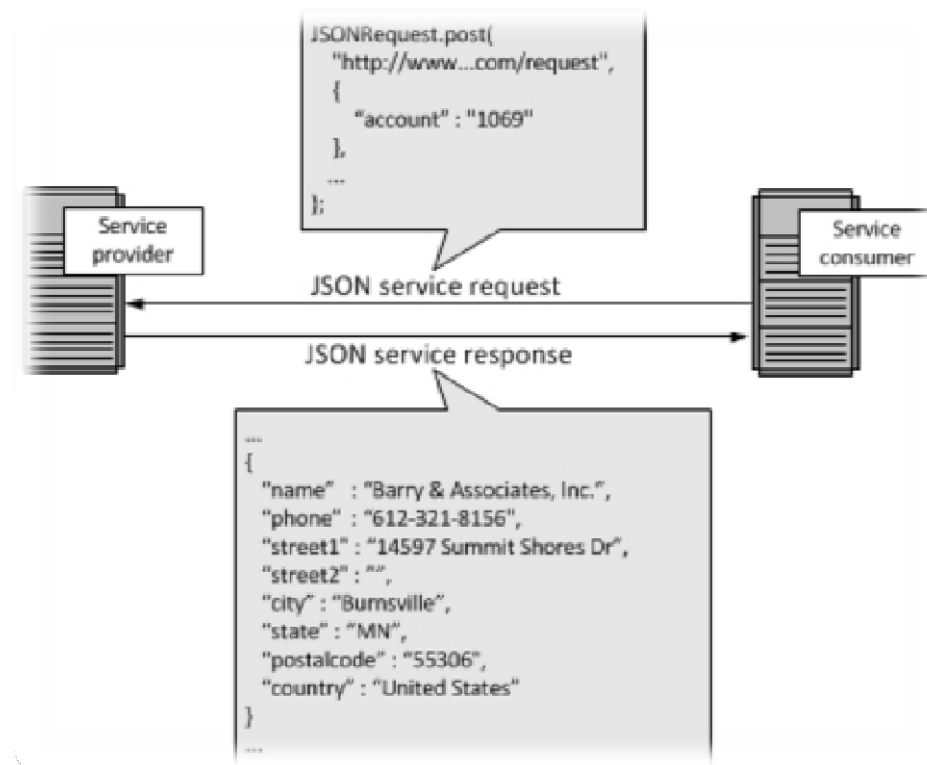 JSONRequest.post(
"http://www...com/request",
{
"account" : "1069"
},
...
);
Service
provider
Service
consumer
JSON service request
JSON service response
...
{
"name" : "Barry & Associates, Inc.",
"phone" : "612-321-8156",
"street1" : "14597 Summit Shores Dr",
"street2" : "",
"city" : "Burnsville",
"state" : "MN",
"postalcode" : "55306",
"country" : "United States"
}
...